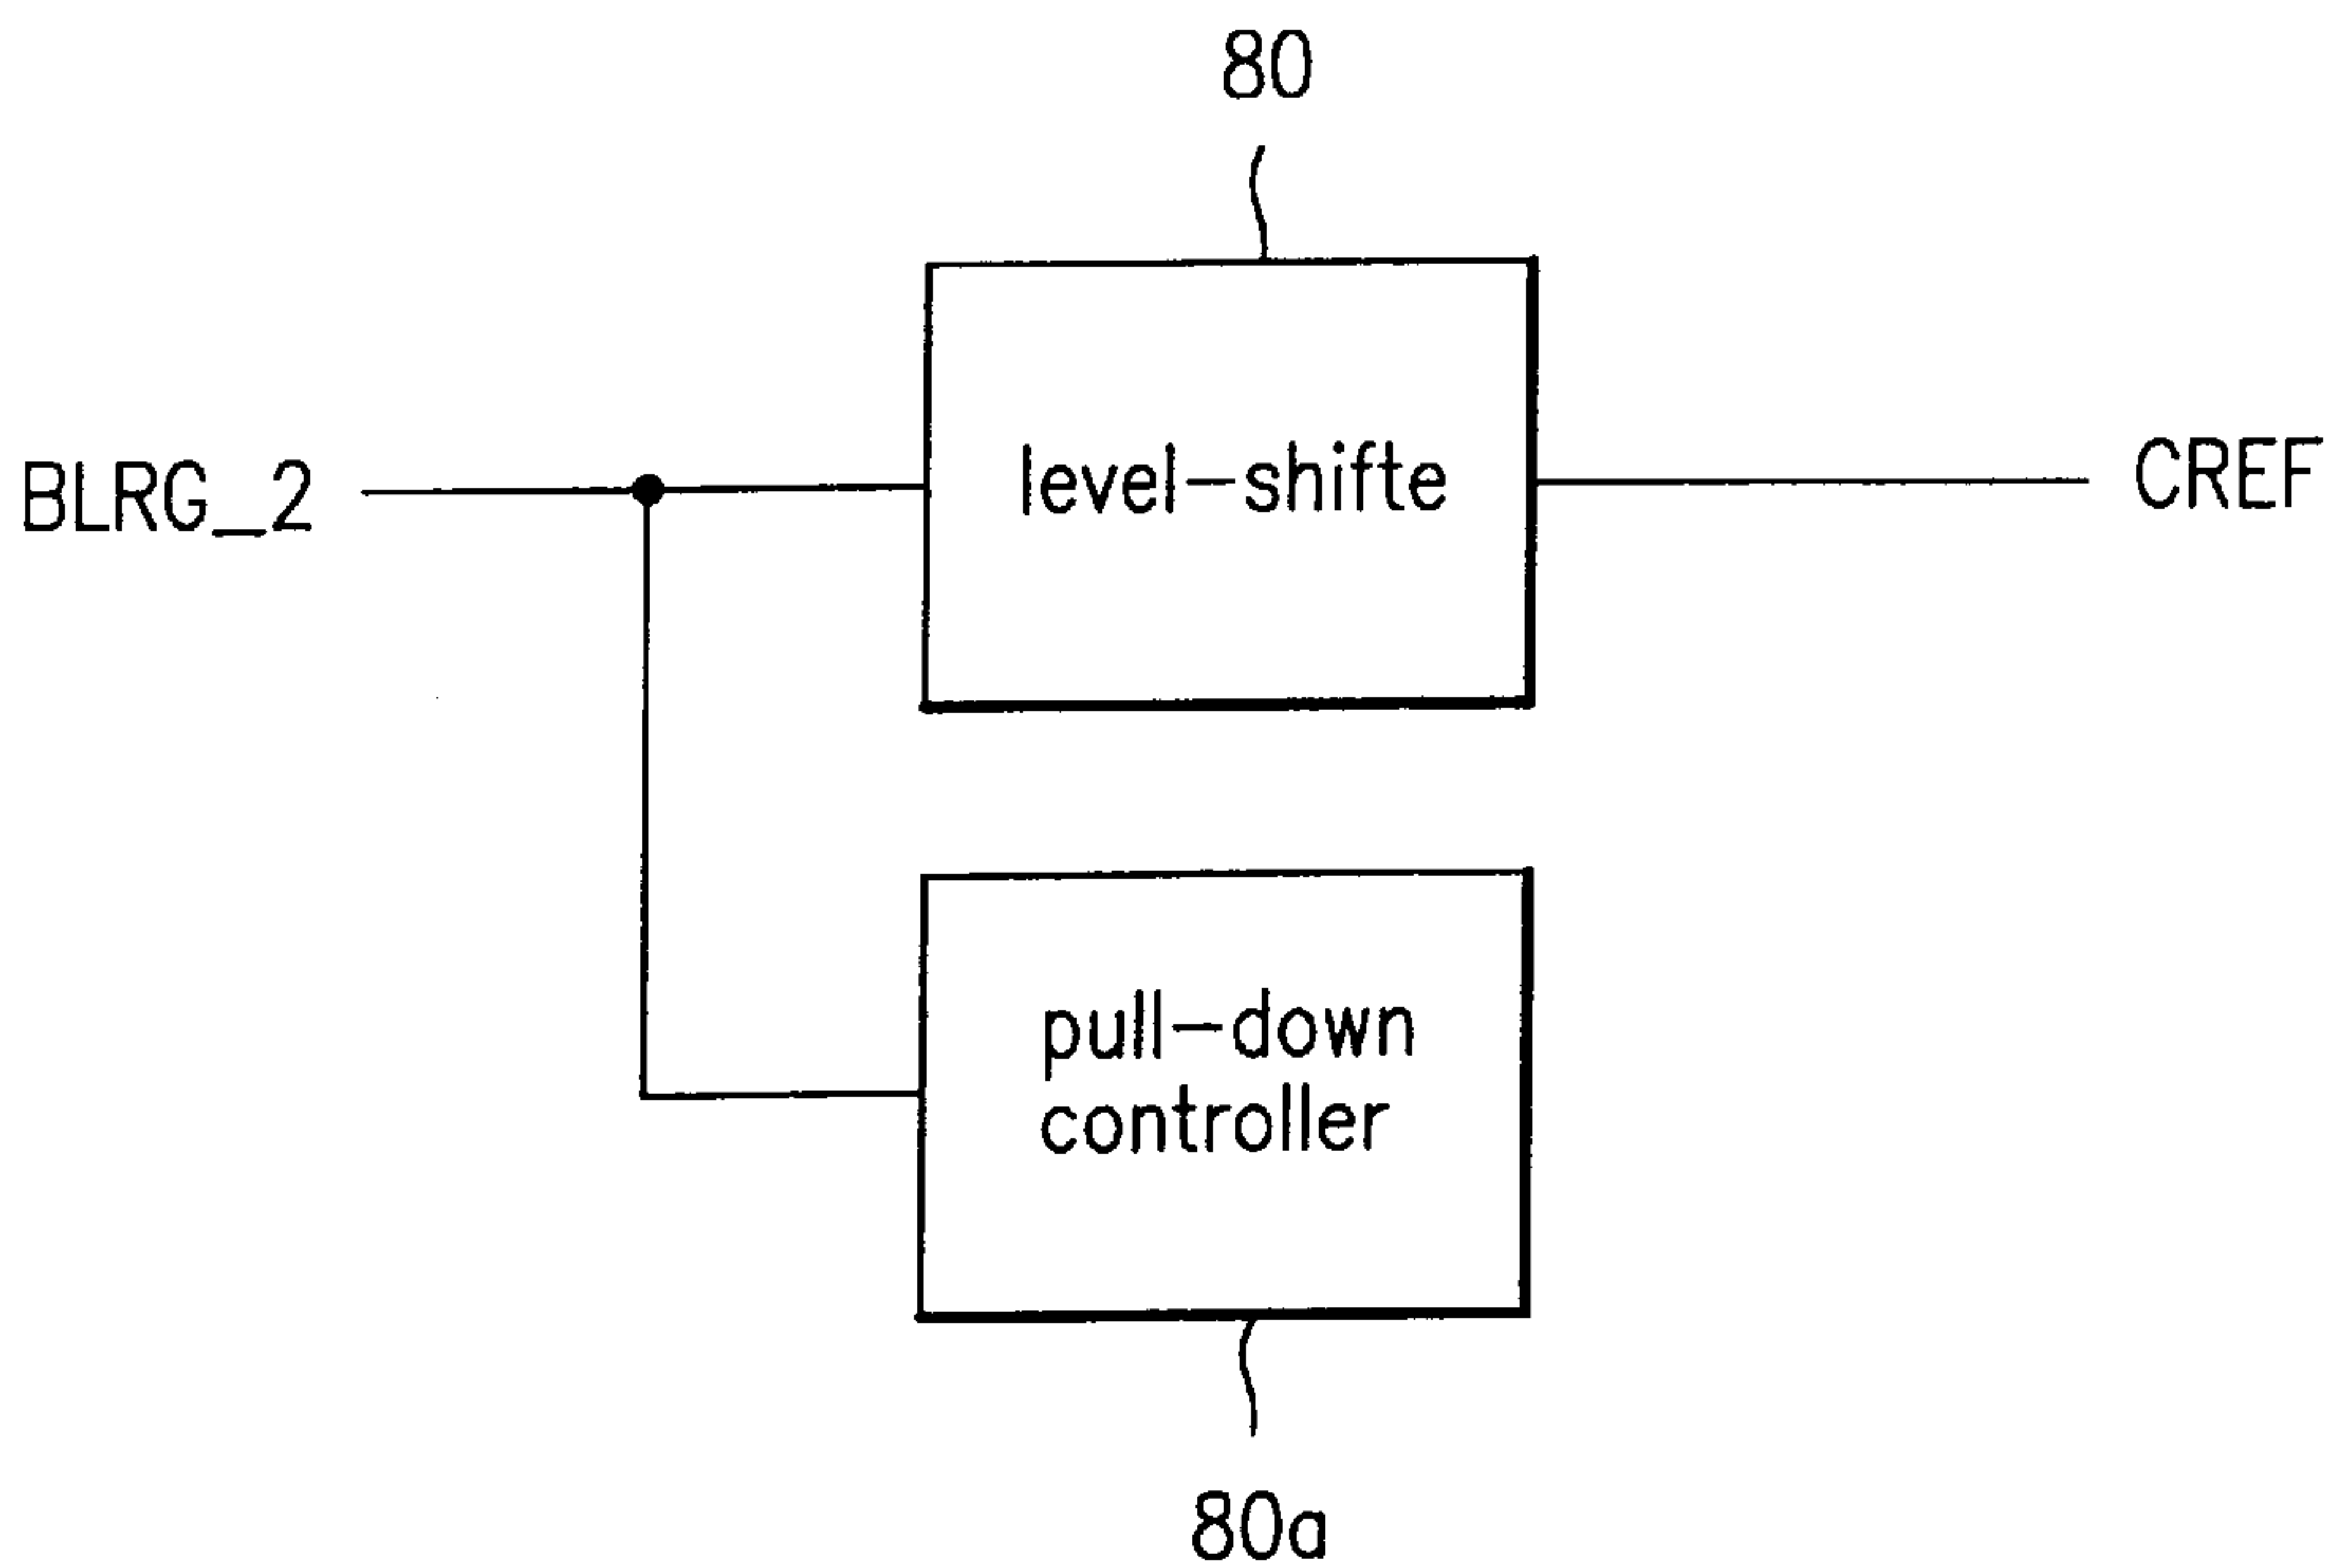 80
BLRG_2
level-shifte
CREF
pull-down
controller
80a